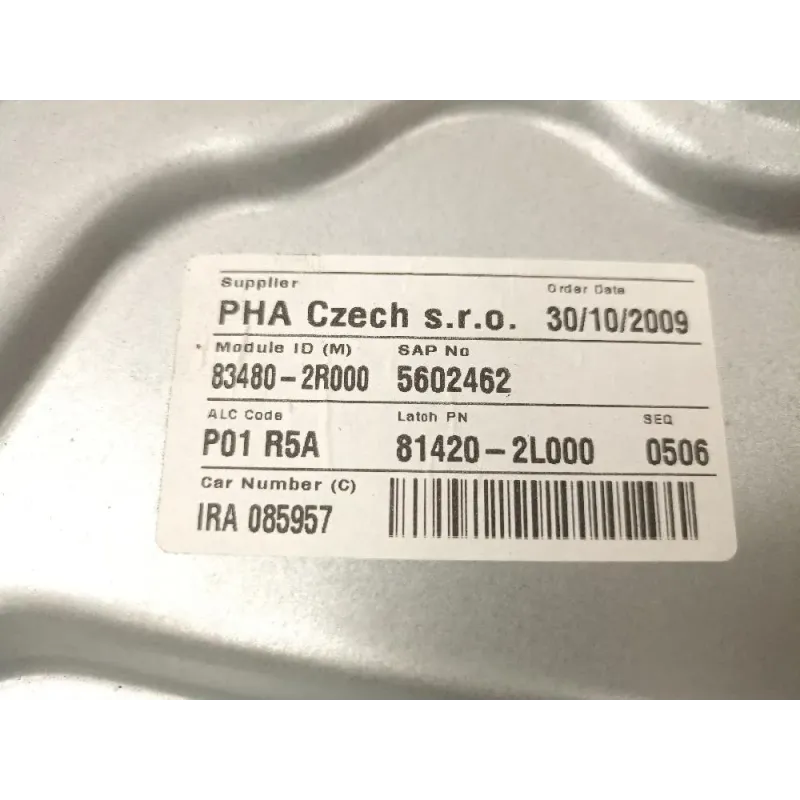 Supplier Order Date
PHA Czech s.r.o. 30/10/2009
Module ID (M) SAP No
83480-2R000 5602462
ALC Code Latch PN SEQ
P01 R5A 81420-2L000 0506
Car Number (C)
IRA 085957